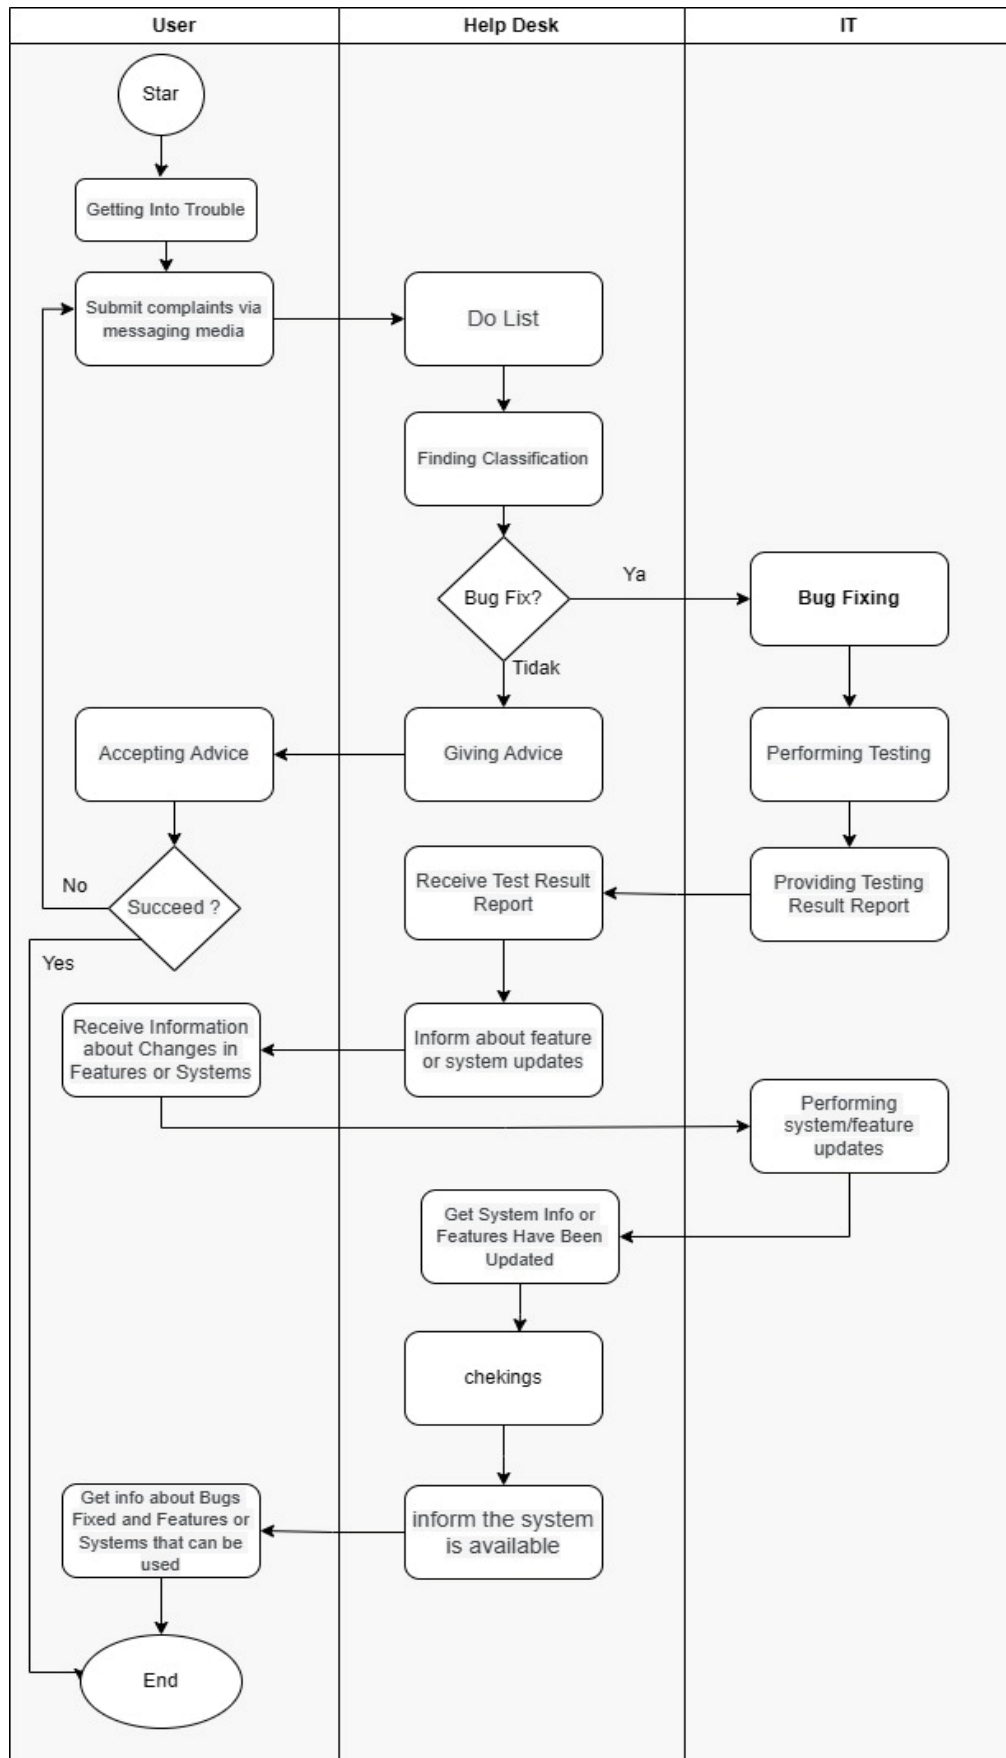 User
Help Desk
IT
Star
Getting Into Trouble
Submit complaints via
messaging media
Do List
Finding Classification
Bug Fix?
Ya
Bug Fixing
Tidak
Accepting Advice
Giving Advice
Performing Testing
No
Succeed ?
Receive Test Result
Report
Providing Testing
Result Report
Yes
Receive Information
about Changes in
Features or Systems
Inform about feature
or system updates
Performing
system/feature
updates
Get System Info or
Features Have Been
Updated
chekings
Get info about Bugs
Fixed and Features or
Systems that can be
used
inform the system
is available
End